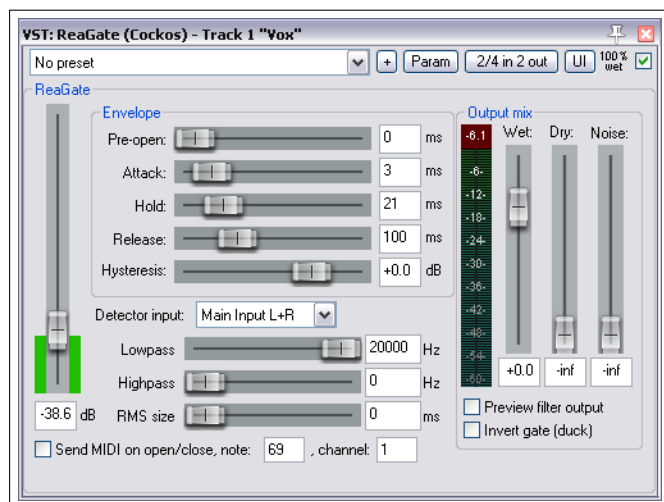 VST: ReaGate (Cockos) - Track 1 "Vox"
No preset
+
Param
2/4 in 2 out
UI
100%
wet
ReaGate
Envelope
Pre-open: 0 ms
Attack: 3 ms
Hold: 21 ms
Release: 100 ms
Hysteresis: +0.0 dB
Detector input: Main Input L+R
Lowpass 20000 Hz
Highpass 0 Hz
-38.6 dB
RMS size 0 ms
Send MIDI on open/close, note: 69 , channel: 1
Output mix
Wet: Dry: Noise:
-6.1
-6-
-12-
-18-
-24-
-30-
-36-
-42-
-48-
-54-
-60-
+0.0 -inf -inf
Preview filter output
Invert gate (duck)